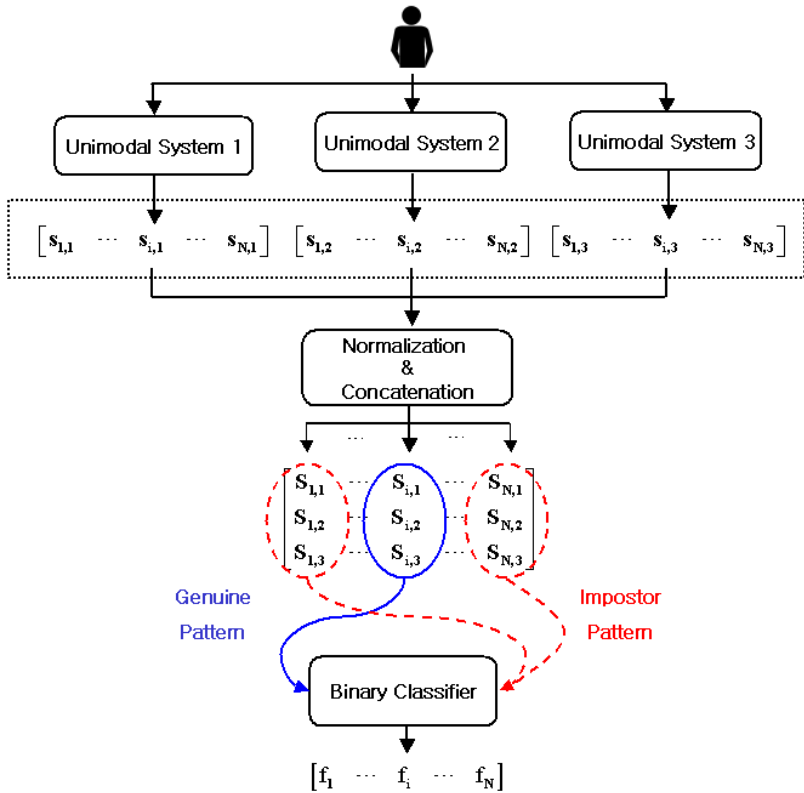 Unimodal System 1 Unimodal System 2 Unimodal System 3
[s1,1 ⋯ si,1 ⋯ sN,1] [s1,2 ⋯ si,2 ⋯ sN,2] [s1,3 ⋯ si,3 ⋯ sN,3]
Normalization
&
Concatenation
⋯ ⋯
S1,1 ⋯ Si,1 ⋯ SN,1
S1,2 ⋯ Si,2 ⋯ SN,2
S1,3 ⋯ Si,3 ⋯ SN,3
Genuine Impostor
Pattern Pattern
Binary Classifier
[f1 ⋯ fi ⋯ fN]